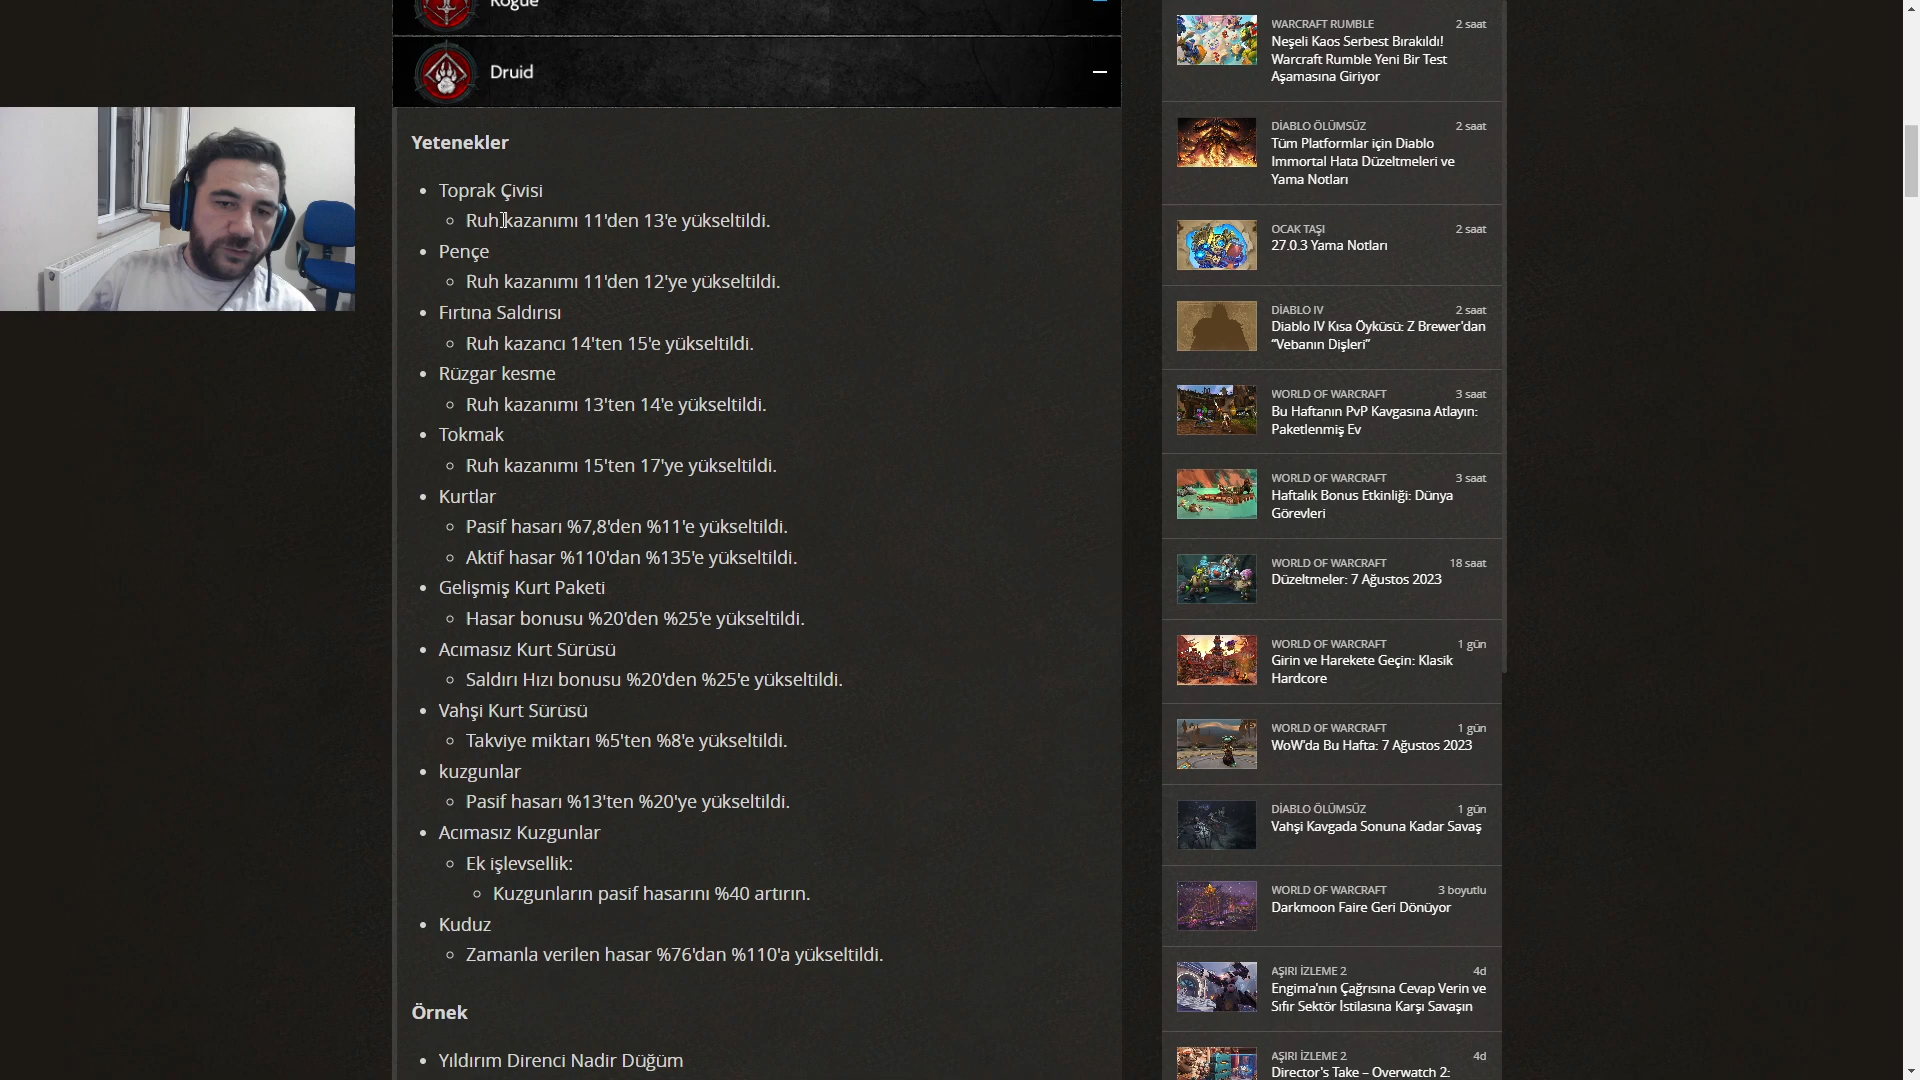 Rogue
Druid
Yetenekler
Toprak Çivisi
Ruh kazanımı 11'den 13'e yükseltildi.
Pençe
Ruh kazanımı 11'den 12'ye yükseltildi.
Fırtına Saldırısı
Ruh kazancı 14'ten 15'e yükseltildi.
Rüzgar kesme
Ruh kazanımı 13'ten 14'e yükseltildi.
Tokmak
Ruh kazanımı 15'ten 17'ye yükseltildi.
Kurtlar
Pasif hasarı %7,8'den %11'e yükseltildi.
Aktif hasar %110'dan %135'e yükseltildi.
Gelişmiş Kurt Paketi
Hasar bonusu %20'den %25'e yükseltildi.
Acımasız Kurt Sürüsü
Saldırı Hızı bonusu %20'den %25'e yükseltildi.
Vahşi Kurt Sürüsü
Takviye miktarı %5'ten %8'e yükseltildi.
kuzgunlar
Pasif hasarı %13'ten %20'ye yükseltildi.
Acımasız Kuzgunlar
Ek işlevsellik:
Kuzgunların pasif hasarını %40 artırın.
Kuduz
Zamanla verilen hasar %76'dan %110'a yükseltildi.
Örnek
Yıldırım Direnci Nadir Düğüm
WARCRAFT RUMBLE 2 saat
Neşeli Kaos Serbest Bırakıldı!
Warcraft Rumble Yeni Bir Test
Aşamasına Giriyor
DİABLO ÖLÜMSÜZ 2 saat
Tüm Platformlar için Diablo
Immortal Hata Düzeltmeleri ve
Yama Notları
OCAK TAŞI 2 saat
27.0.3 Yama Notları
DİABLO IV 2 saat
Diablo IV Kısa Öyküsü: Z Brewer'dan
“Vebanın Dişleri”
WORLD OF WARCRAFT 3 saat
Bu Haftanın PvP Kavgasına Atlayın:
Paketlenmiş Ev
WORLD OF WARCRAFT 3 saat
Haftalık Bonus Etkinliği: Dünya
Görevleri
WORLD OF WARCRAFT 18 saat
Düzeltmeler: 7 Ağustos 2023
WORLD OF WARCRAFT 1 gün
Girin ve Harekete Geçin: Klasik
Hardcore
WORLD OF WARCRAFT 1 gün
WoW'da Bu Hafta: 7 Ağustos 2023
DİABLO ÖLÜMSÜZ 1 gün
Vahşi Kavgada Sonuna Kadar Savaş
WORLD OF WARCRAFT 3 boyutlu
Darkmoon Faire Geri Dönüyor
AŞIRI İZLEME 2 4d
Engima'nın Çağrısına Cevap Verin ve
Sıfır Sektör İstilasına Karşı Savaşın
AŞIRI İZLEME 2 4d
Director's Take – Overwatch 2: